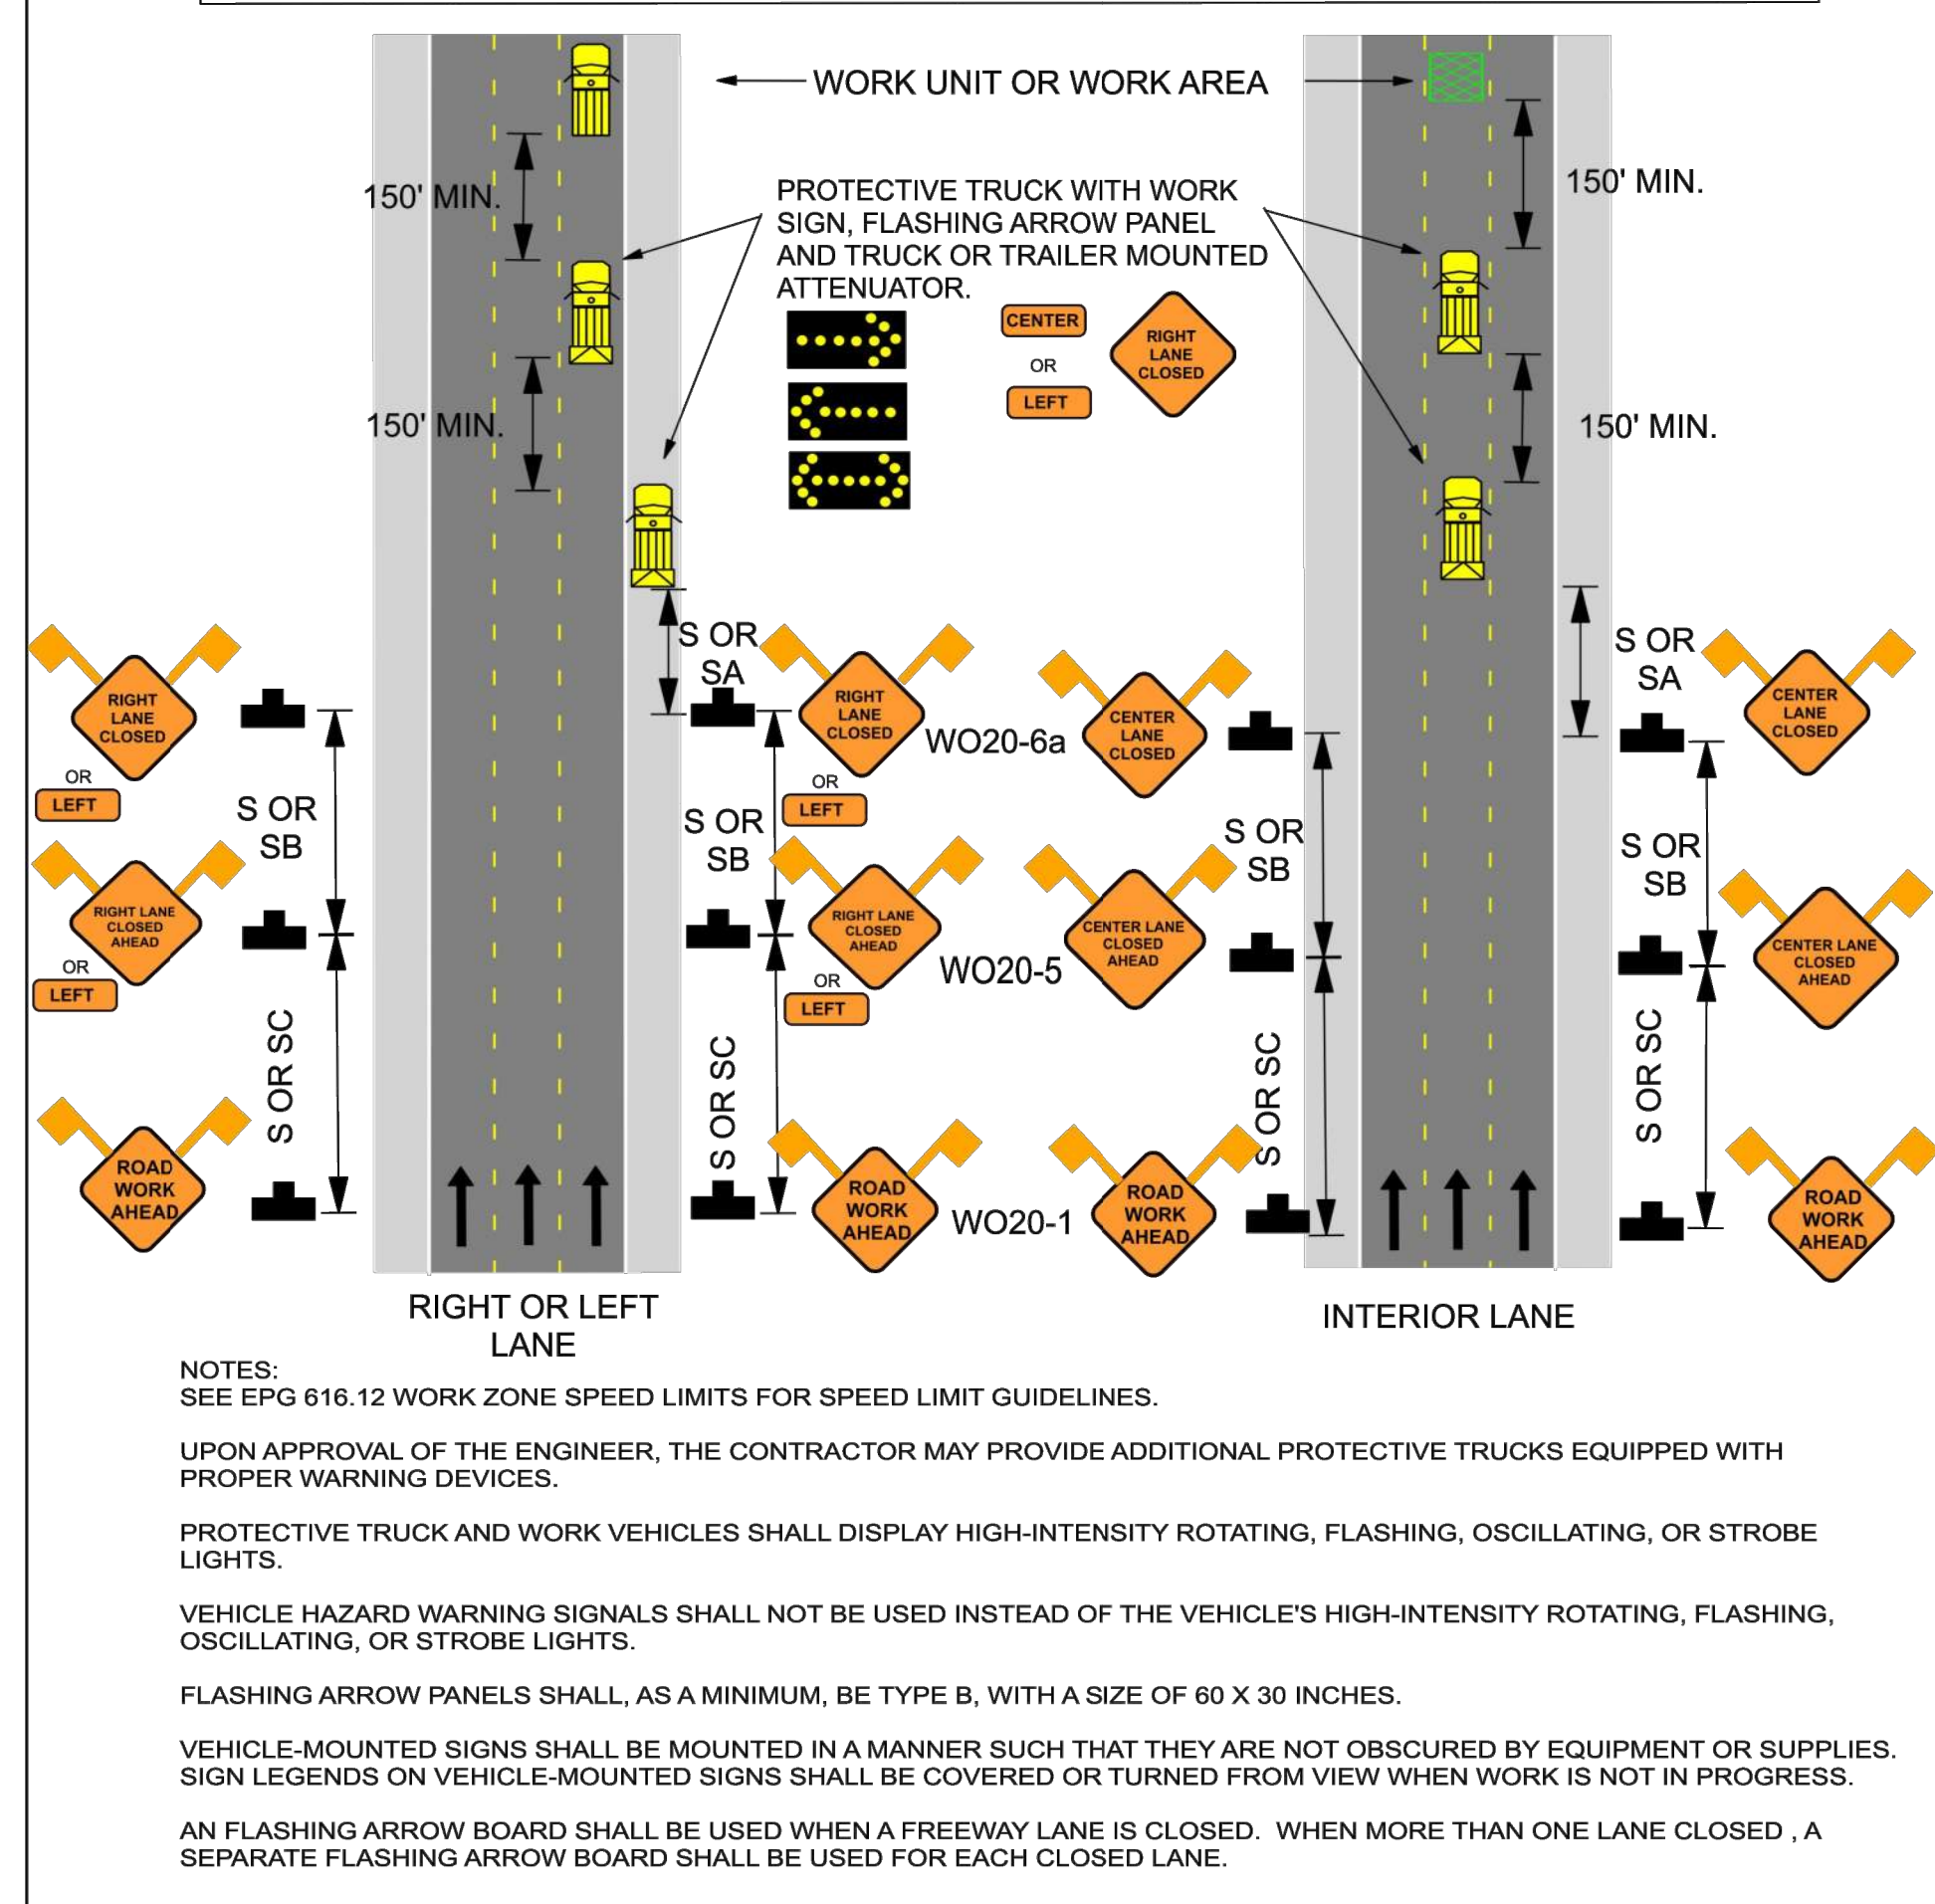 WORK UNIT OR WORK AREA
150' MIN.
150' MIN.
PROTECTIVE TRUCK WITH WORK
SIGN, FLASHING ARROW PANEL
AND TRUCK OR TRAILER MOUNTED
ATTENUATOR.
CENTER
OR
LEFT
RIGHT
LANE
CLOSED
150' MIN.
150' MIN.
RIGHT
LANE
CLOSED
OR
LEFT
S OR
SB
RIGHT LANE
CLOSED
AHEAD
OR
LEFT
S OR SC
ROAD
WORK
AHEAD
S OR
SA
RIGHT
LANE
CLOSED
OR
LEFT
WO20-6a
S OR
SB
RIGHT LANE
CLOSED
AHEAD
OR
LEFT
WO20-5
S OR SC
ROAD
WORK
AHEAD
WO20-1
CENTER
LANE
CLOSED
S OR
SB
CENTER LANE
CLOSED
AHEAD
S OR SC
ROAD
WORK
AHEAD
S OR
SA
CENTER
LANE
CLOSED
S OR
SB
CENTER LANE
CLOSED
AHEAD
S OR SC
ROAD
WORK
AHEAD
RIGHT OR LEFT
LANE
INTERIOR LANE
NOTES:
SEE EPG 616.12 WORK ZONE SPEED LIMITS FOR SPEED LIMIT GUIDELINES.
UPON APPROVAL OF THE ENGINEER, THE CONTRACTOR MAY PROVIDE ADDITIONAL PROTECTIVE TRUCKS EQUIPPED WITH
PROPER WARNING DEVICES.
PROTECTIVE TRUCK AND WORK VEHICLES SHALL DISPLAY HIGH-INTENSITY ROTATING, FLASHING, OSCILLATING, OR STROBE
LIGHTS.
VEHICLE HAZARD WARNING SIGNALS SHALL NOT BE USED INSTEAD OF THE VEHICLE'S HIGH-INTENSITY ROTATING, FLASHING,
OSCILLATING, OR STROBE LIGHTS.
FLASHING ARROW PANELS SHALL, AS A MINIMUM, BE TYPE B, WITH A SIZE OF 60 X 30 INCHES.
VEHICLE-MOUNTED SIGNS SHALL BE MOUNTED IN A MANNER SUCH THAT THEY ARE NOT OBSCURED BY EQUIPMENT OR SUPPLIES.
SIGN LEGENDS ON VEHICLE-MOUNTED SIGNS SHALL BE COVERED OR TURNED FROM VIEW WHEN WORK IS NOT IN PROGRESS.
AN FLASHING ARROW BOARD SHALL BE USED WHEN A FREEWAY LANE IS CLOSED.  WHEN MORE THAN ONE LANE CLOSED , A
SEPARATE FLASHING ARROW BOARD SHALL BE USED FOR EACH CLOSED LANE.